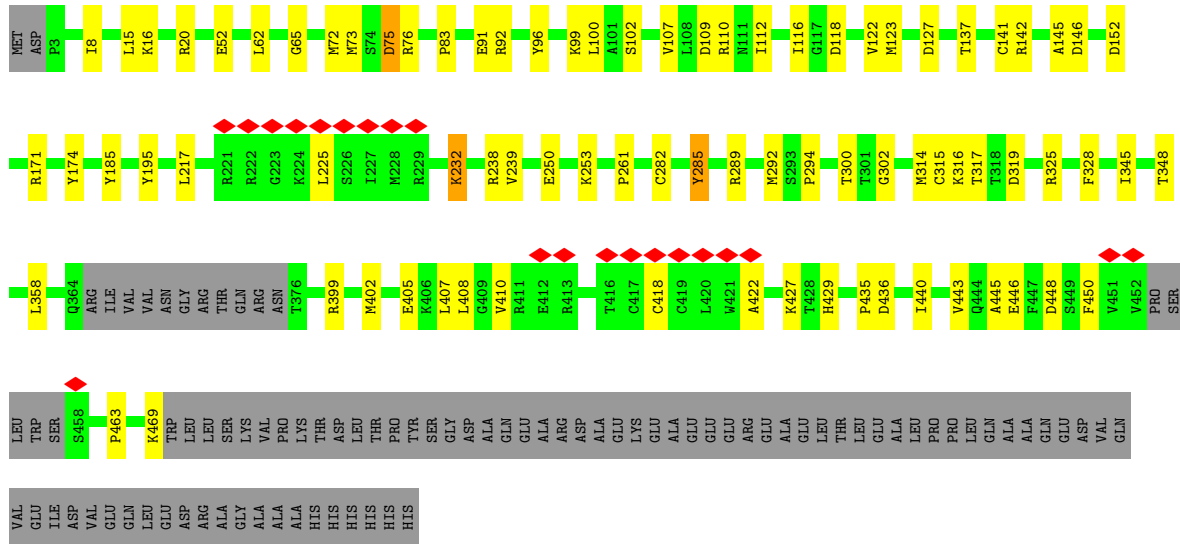 MET ASP P3 I8 L15 K16 R20 E52 L62 G65 M72 M73 S74 D75 R76 P83 E91 R92 Y96 K99 L100 A101 S102 V107 L108 D109 R110 N111 I112 I116 G117 D118 V122 M123 D127 T137 C141 R142 A145 D146 D152
R171 Y174 Y185 Y195 L217 R221 R222 G223 K224 L225 S226 I227 M228 R229 K232 R238 V239 E250 K253 P261 C282 Y285 R289 M292 S293 P294 T300 T301 G302 M314 C315 K316 T317 T318 D319 R325 F328 I345 T348
L358 Q364 ARG ILE VAL VAL ASN GLY ARG THR GLN ARG ASN T376 R399 M402 E405 K406 L407 L408 G409 V410 R411 E412 R413 T416 C417 C418 C419 L420 W421 A422 K427 T428 H429 P435 D436 I440 V443 Q444 A445 E446 F447 D448 S449 F450 V451 V452 PRO SER
LEU TRP SER S458 P463 K469 TRP LEU LEU SER LYS VAL PRO LYS THR ASP LEU THR PRO TYR SER GLY ASP ALA GLN GLU ALA ARG ASP ALA GLU LYS GLU ALA GLU GLU GLU ARG GLU ALA GLU LEU THR LEU GLU ALA LEU PRO PRO LEU GLN ALA ALA GLN GLU ASP VAL GLN
VAL GLU ILE ASP VAL GLU GLN LEU GLU ASP ARG ALA GLY ALA ALA ALA HIS HIS HIS HIS HIS HIS